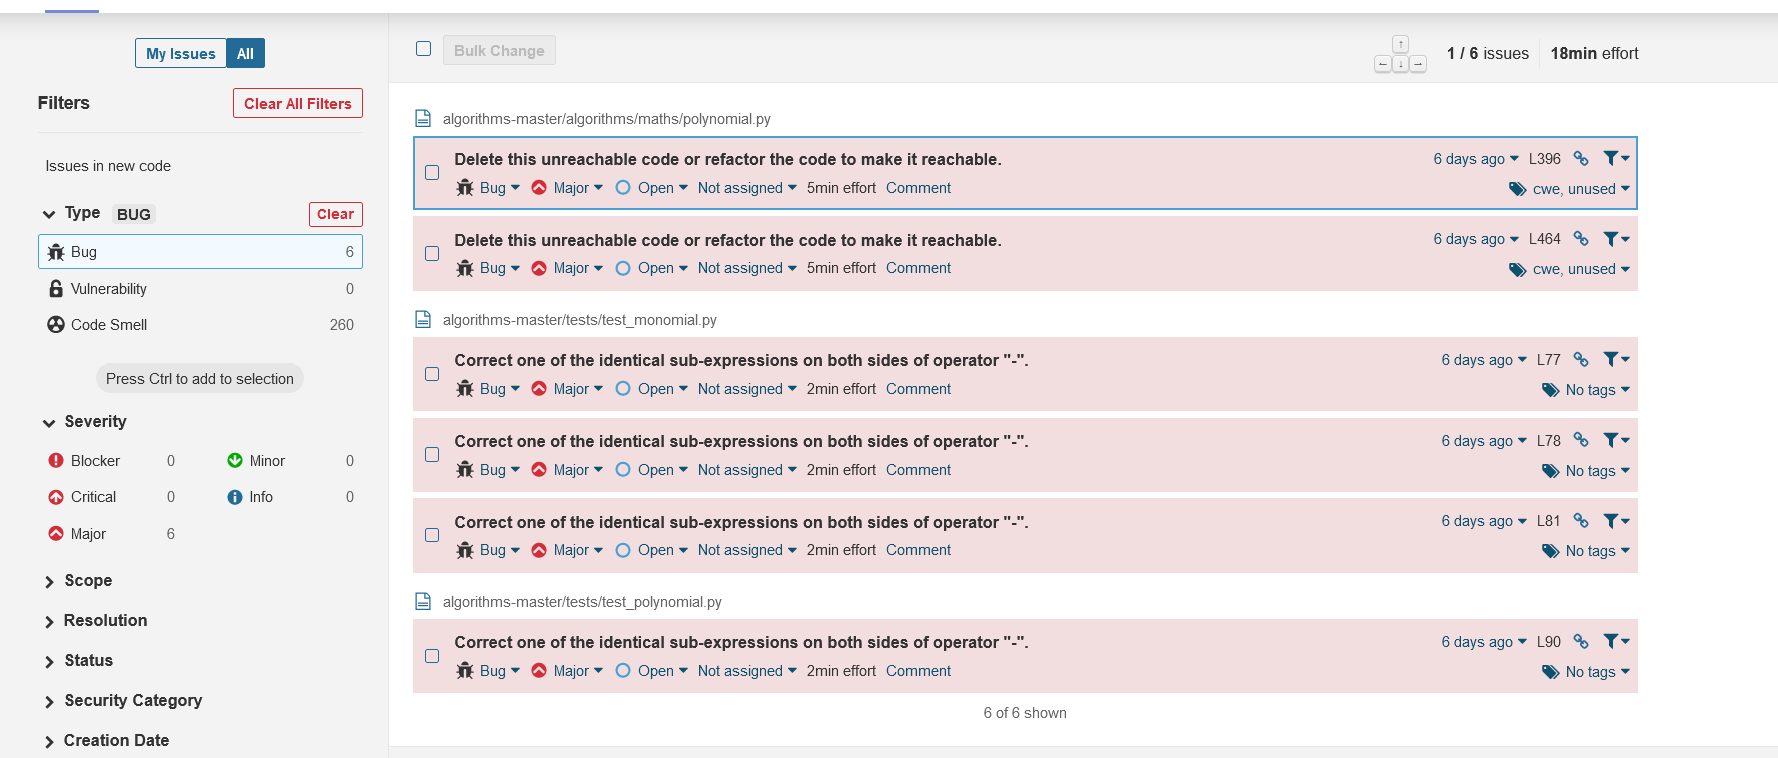 My Issues All
Bulk Change
1 / 6 issues 18min effort
Filters
Clear All Filters
Issues in new code
Type BUG
Clear
Bug 6
Vulnerability 0
Code Smell 260
Press Ctrl to add to selection
Severity
Blocker 0
Minor 0
Critical 0
Info 0
Major 6
Scope
Resolution
Status
Security Category
Creation Date
algorithms-master/algorithms/maths/polynomial.py
Delete this unreachable code or refactor the code to make it reachable.
6 days ago L396
Bug Major Open Not assigned 5min effort Comment
cwe, unused
Delete this unreachable code or refactor the code to make it reachable.
6 days ago L464
Bug Major Open Not assigned 5min effort Comment
cwe, unused
algorithms-master/tests/test_monomial.py
Correct one of the identical sub-expressions on both sides of operator "-".
6 days ago L77
Bug Major Open Not assigned 2min effort Comment
No tags
Correct one of the identical sub-expressions on both sides of operator "-".
6 days ago L78
Bug Major Open Not assigned 2min effort Comment
No tags
Correct one of the identical sub-expressions on both sides of operator "-".
6 days ago L81
Bug Major Open Not assigned 2min effort Comment
No tags
algorithms-master/tests/test_polynomial.py
Correct one of the identical sub-expressions on both sides of operator "-".
6 days ago L90
Bug Major Open Not assigned 2min effort Comment
No tags
6 of 6 shown